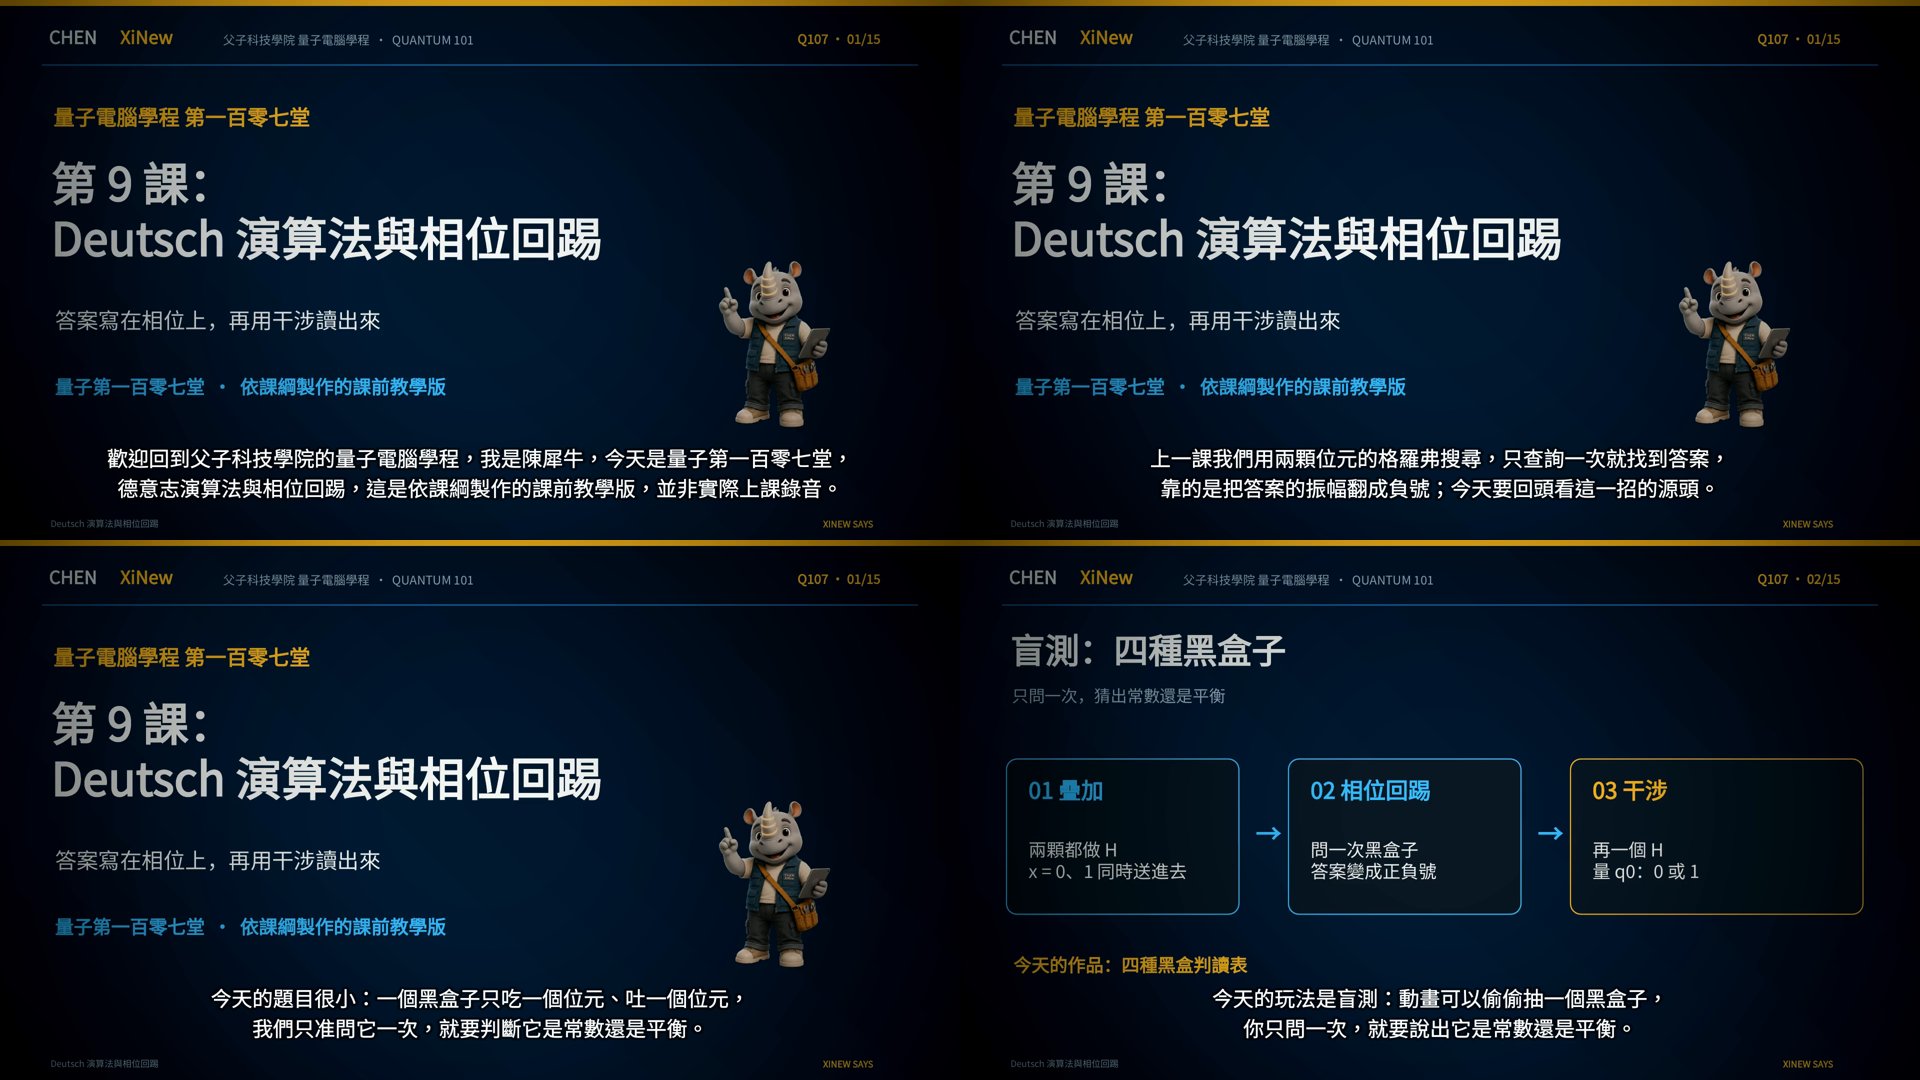 CHEN XiNew 父子科技學院 量子電腦學程 · QUANTUM 101 Q107 · 01/15
量子電腦學程 第一百零七堂
第 9 課：
Deutsch 演算法與相位回踢
答案寫在相位上，再用干涉讀出來
量子第一百零七堂 · 依課綱製作的課前教學版
歡迎回到父子科技學院的量子電腦學程，我是陳犀牛，今天是量子第一百零七堂，
德意志演算法與相位回踢，這是依課綱製作的課前教學版，並非實際上課錄音。
Deutsch 演算法與相位回踢 XINEW SAYS
CHEN XiNew 父子科技學院 量子電腦學程 · QUANTUM 101 Q107 · 01/15
量子電腦學程 第一百零七堂
第 9 課：
Deutsch 演算法與相位回踢
答案寫在相位上，再用干涉讀出來
量子第一百零七堂 · 依課綱製作的課前教學版
上一課我們用兩顆位元的格羅弗搜尋，只查詢一次就找到答案，
靠的是把答案的振幅翻成負號；今天要回頭看這一招的源頭。
Deutsch 演算法與相位回踢 XINEW SAYS
CHEN XiNew 父子科技學院 量子電腦學程 · QUANTUM 101 Q107 · 01/15
量子電腦學程 第一百零七堂
第 9 課：
Deutsch 演算法與相位回踢
答案寫在相位上，再用干涉讀出來
量子第一百零七堂 · 依課綱製作的課前教學版
今天的題目很小：一個黑盒子只吃一個位元、吐一個位元，
我們只准問它一次，就要判斷它是常數還是平衡。
Deutsch 演算法與相位回踢 XINEW SAYS
CHEN XiNew 父子科技學院 量子電腦學程 · QUANTUM 101 Q107 · 02/15
盲測：四種黑盒子
只問一次，猜出常數還是平衡
01 疊加
兩顆都做 H
x = 0、1 同時送進去
→
02 相位回踢
問一次黑盒子
答案變成正負號
→
03 干涉
再一個 H
量 q0：0 或 1
今天的作品：四種黑盒判讀表
今天的玩法是盲測：動畫可以偷偷抽一個黑盒子，
你只問一次，就要說出它是常數還是平衡。
Deutsch 演算法與相位回踢 XINEW SAYS